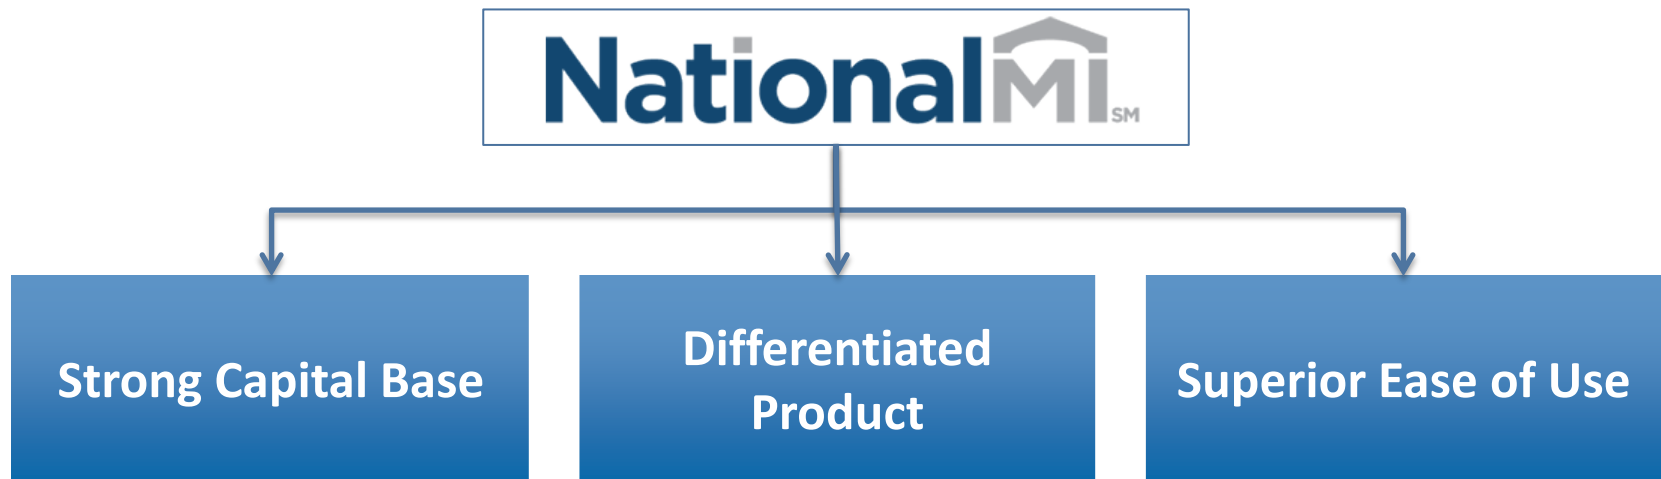 NationalMI SM
Strong Capital Base
Differentiated
Product
Superior Ease of Use